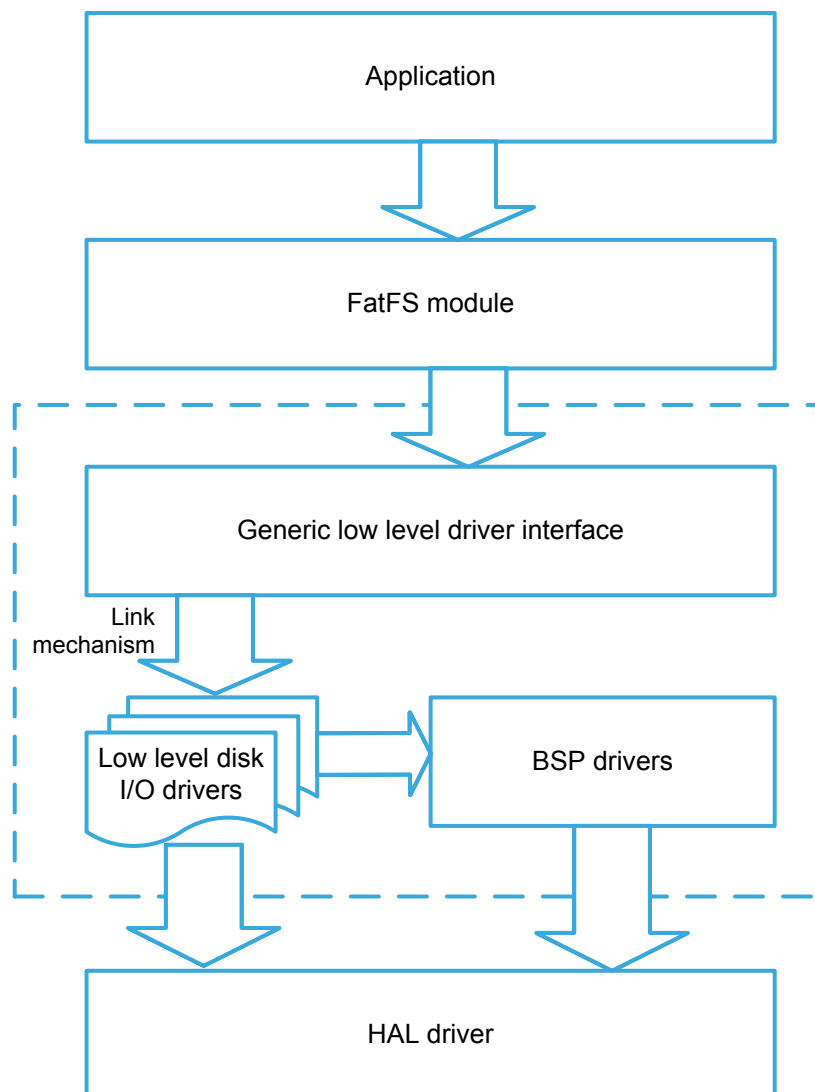 Application
FatFS module
Generic low level driver interface
Link
mechanism
Low level disk
I/O drivers
BSP drivers
HAL driver